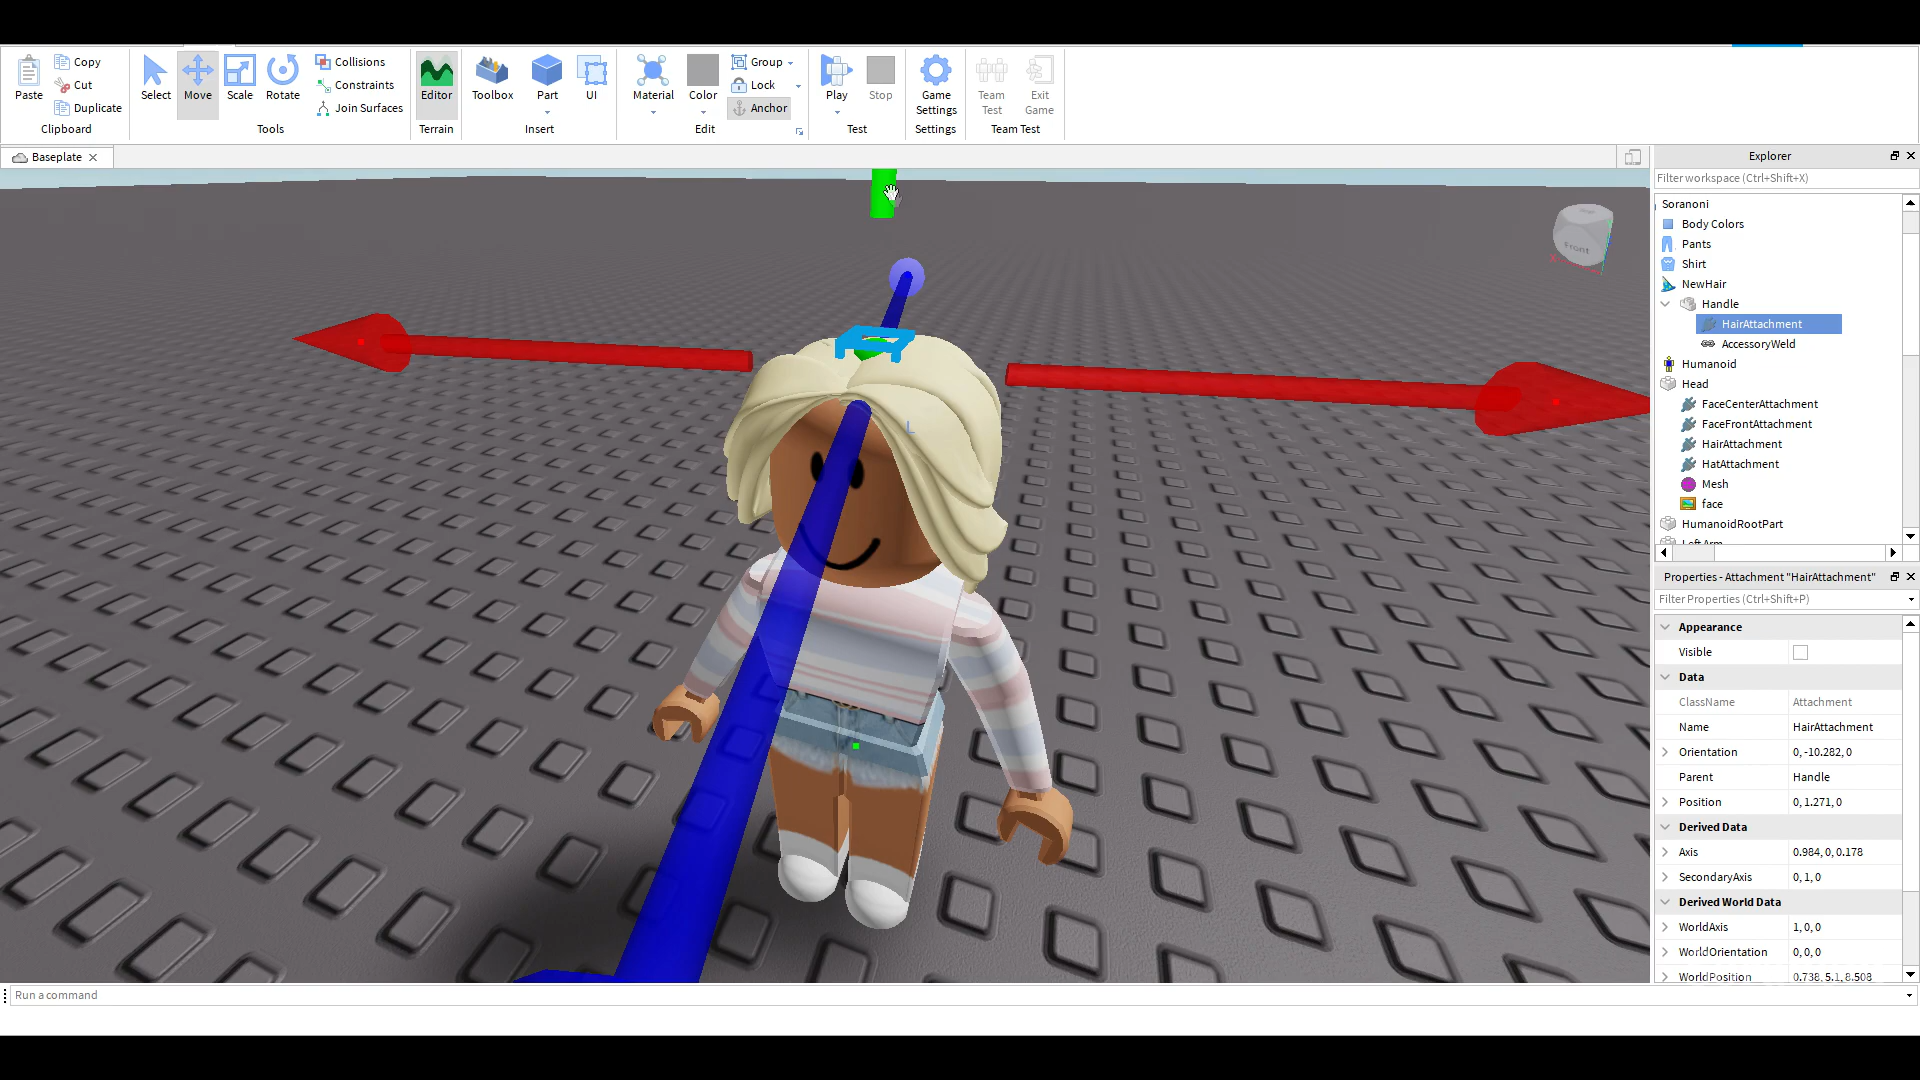 Copy
Cut
Duplicate
Paste
Clipboard
Select
Move
Scale
Rotate
Collisions
Constraints
Join Surfaces
Tools
Editor
Terrain
Toolbox
Part
UI
Insert
Material
Color
Group
Lock
Anchor
Edit
Play
Stop
Test
Game
Settings
Settings
Team
Test
Exit
Game
Team Test
Baseplate
Explorer
Filter workspace (Ctrl+Shift+X)
Soranoni
Body Colors
Pants
Shirt
NewHair
Handle
HairAttachment
AccessoryWeld
Humanoid
Head
FaceCenterAttachment
FaceFrontAttachment
HairAttachment
HatAttachment
Mesh
face
HumanoidRootPart
Left Arm
Front
X
L
Properties - Attachment "HairAttachment"
Filter Properties (Ctrl+Shift+P)
Appearance
Visible
Data
ClassName Attachment
Name HairAttachment
Orientation 0, -10.282, 0
Parent Handle
Position 0, 1.271, 0
Derived Data
Axis 0.984, 0, 0.178
SecondaryAxis 0, 1, 0
Derived World Data
WorldAxis 1, 0, 0
WorldOrientation 0, 0, 0
WorldPosition 0.738, 5.1, 8.508
Run a command